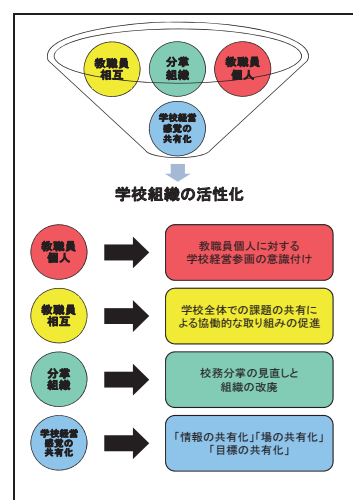 教職員
相互
分掌
組織
教職員
個人
学校経営
感覚の
共有化
学校組織の活性化
教職員
個人
教職員個人に対する
学校経営参画の意識付け
教職員
相互
学校全体での課題の共有に
よる協働的な取り組みの促進
分掌
組織
校務分掌の見直しと
組織の改廃
学校経営
感覚の
共有化
「情報の共有化」「場の共有化」
「目標の共有化」